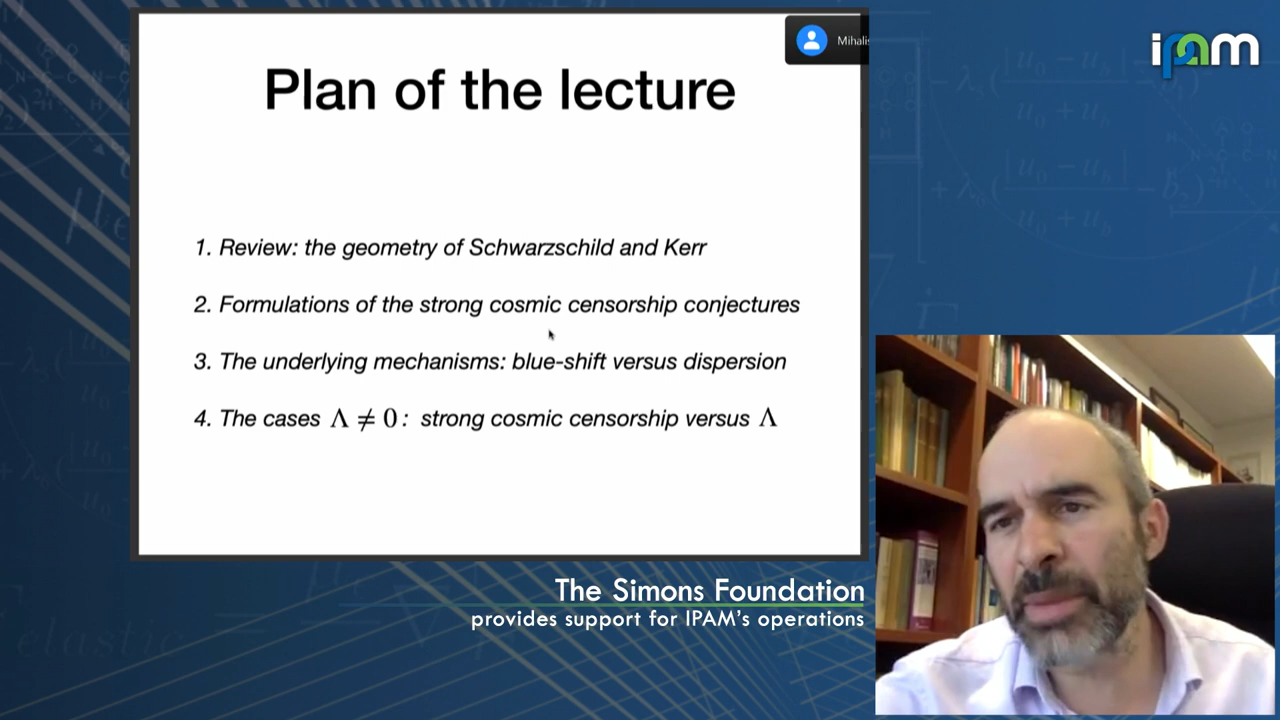 ipam
Mihalis
Plan of the lecture
1. Review: the geometry of Schwarzschild and Kerr
2. Formulations of the strong cosmic censorship conjectures
3. The underlying mechanisms: blue-shift versus dispersion
4. The cases Λ ≠ 0: strong cosmic censorship versus Λ
The Simons Foundation
provides support for IPAM's operations
elastic